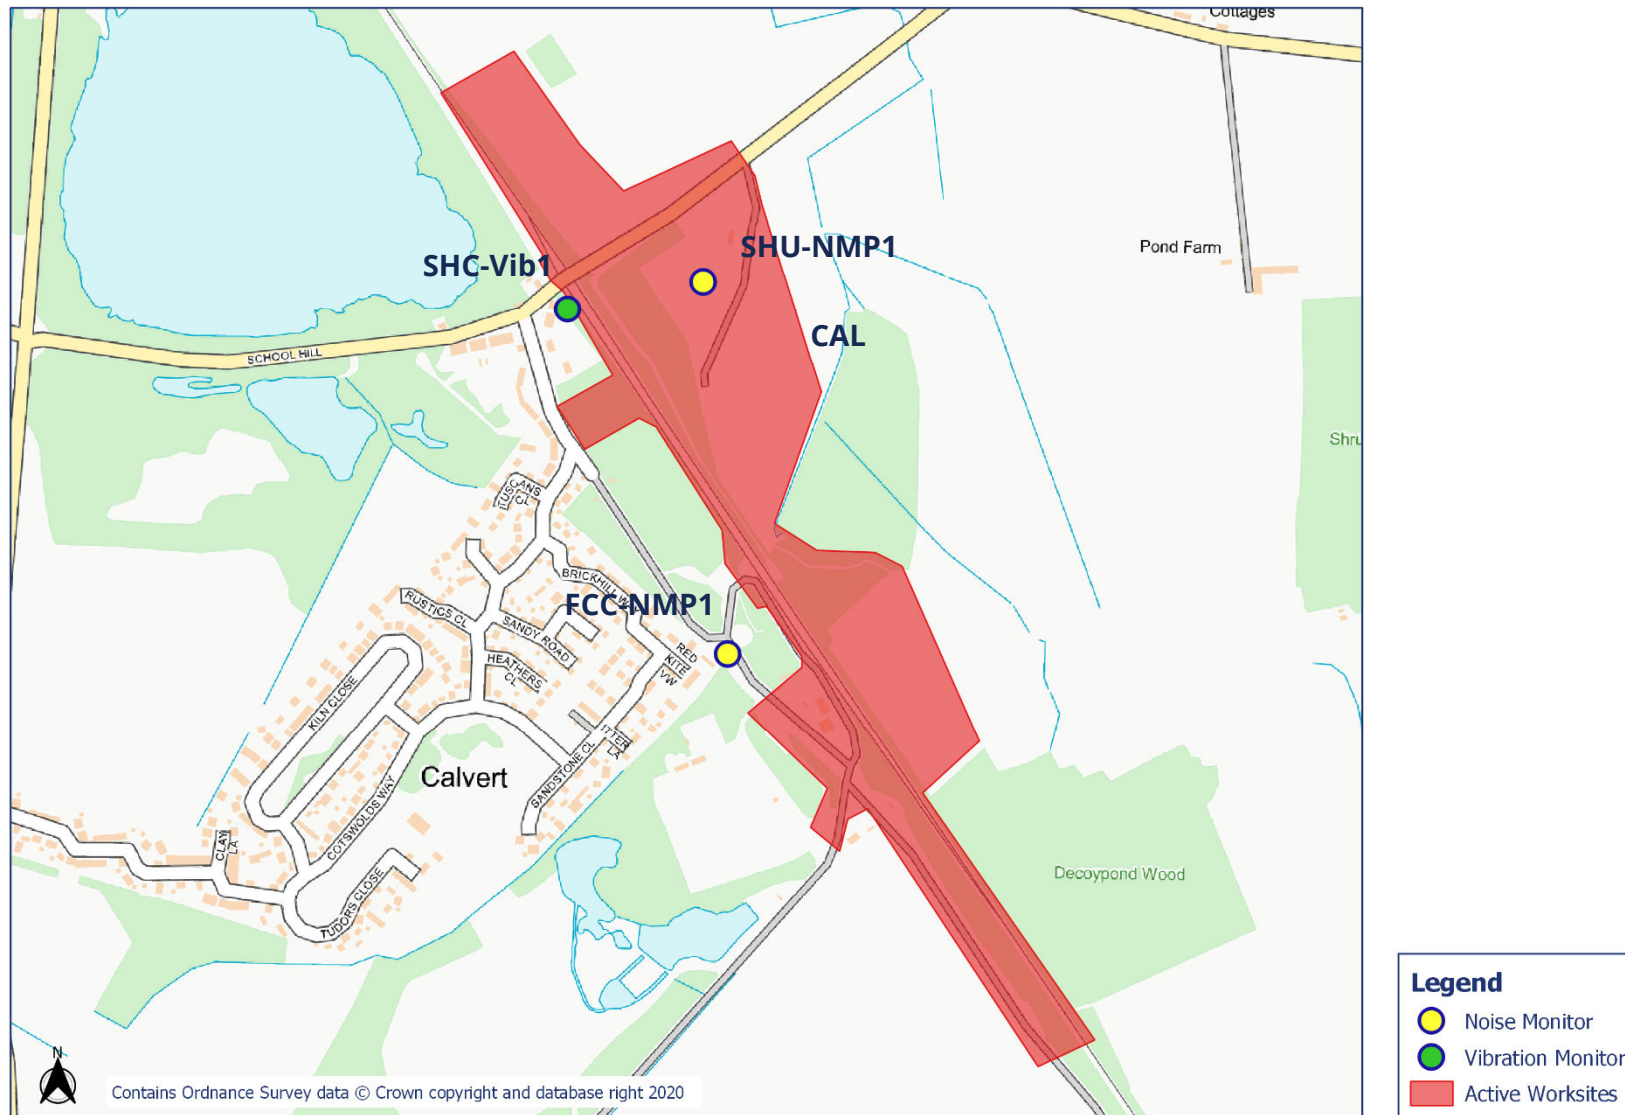 Cottages
SHU-NMP1
Pond Farm
SHC-Vib1
CAL
SCHOOL HILL
Shru
TUSCANS
CL
BRICKHILL W
FCC-NMP1
RUSTICS CL
SANDY ROAD
RED
KITE
VW
HEATHERS
CL
KILN CLOSE
ITTER
LA
SANDSTONE CL
Calvert
COTSWOLDS WAY
CLAY
LA
Decoypond Wood
TUDORS CLOSE
N
Contains Ordnance Survey data © Crown copyright and database right 2020
Legend
Noise Monitor
Vibration Monitor
Active Worksites